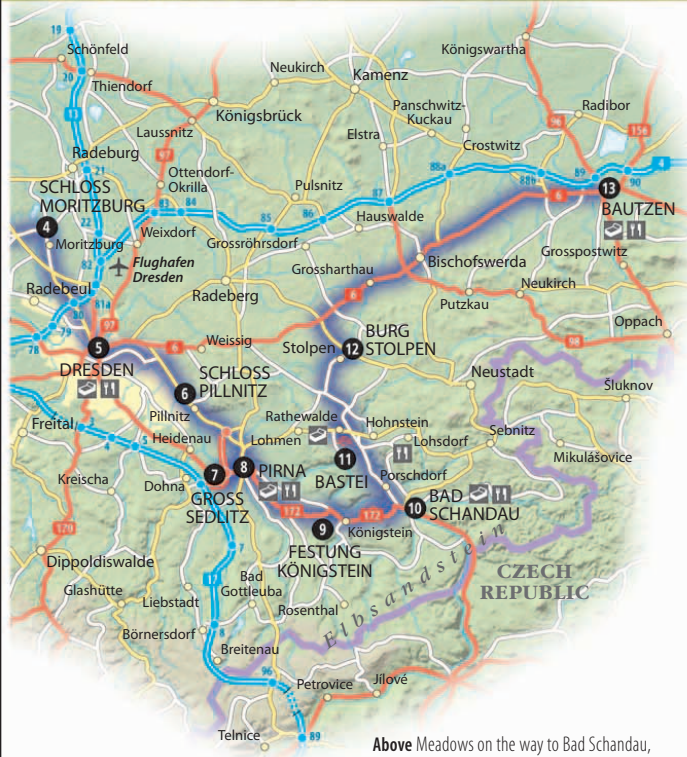 19
Schönfeld
Königswartha
20
Thiendorf
Neukirch
Kamenz
Königsbrück
Panschwitz-
Kuckau
Radibor
13
96
156
Laussnitz
Elstra
Crostwitz
Radeburg
97
21
Ottendorf-
Okrilla
Pulsnitz
88a
88b
89
90
4
SCHLOSS
MORITZBURG
4
83
84
87
6
13
BAUTZEN
22
Weixdorf
85
86
Hauswalde
Moritzburg
Grossröhrsdorf
82
Flughafen
Dresden
Grossharthau
Bischofswerda
Grosspostwitz
Radebeul
81a
80
Radeberg
6
Neukirch
Putzkau
79
97
78
Oppach
98
5
DRESDEN
6
Weissig
Stolpen
12
BURG
STOLPEN
SCHLOSS
PILLNITZ
6
Neustadt
Šluknov
Pillnitz
Rathewalde
Hohnstein
Freital
3
4
5
Heidenau
Lohmen
Lohsdorf
Sebnitz
Mikulášovice
Kreischa
Dohna
7
8
PIRNA
11
BASTEI
Porschdorf
GROSS
SEDLITZ
10
BAD
SCHANDAU
170
172
172
9
Königstein
FESTUNG
KÖNIGSTEIN
7
Dippoldiswalde
17
Bad
Gottleuba
CZECH
REPUBLIC
Glashütte
Liebstadt
Rosenthal
Elbsandstein
Börnersdorf
8
Breitenau
96
Petrovice
Jílové
Telnice
89
Above Meadows on the way to Bad Schandau,